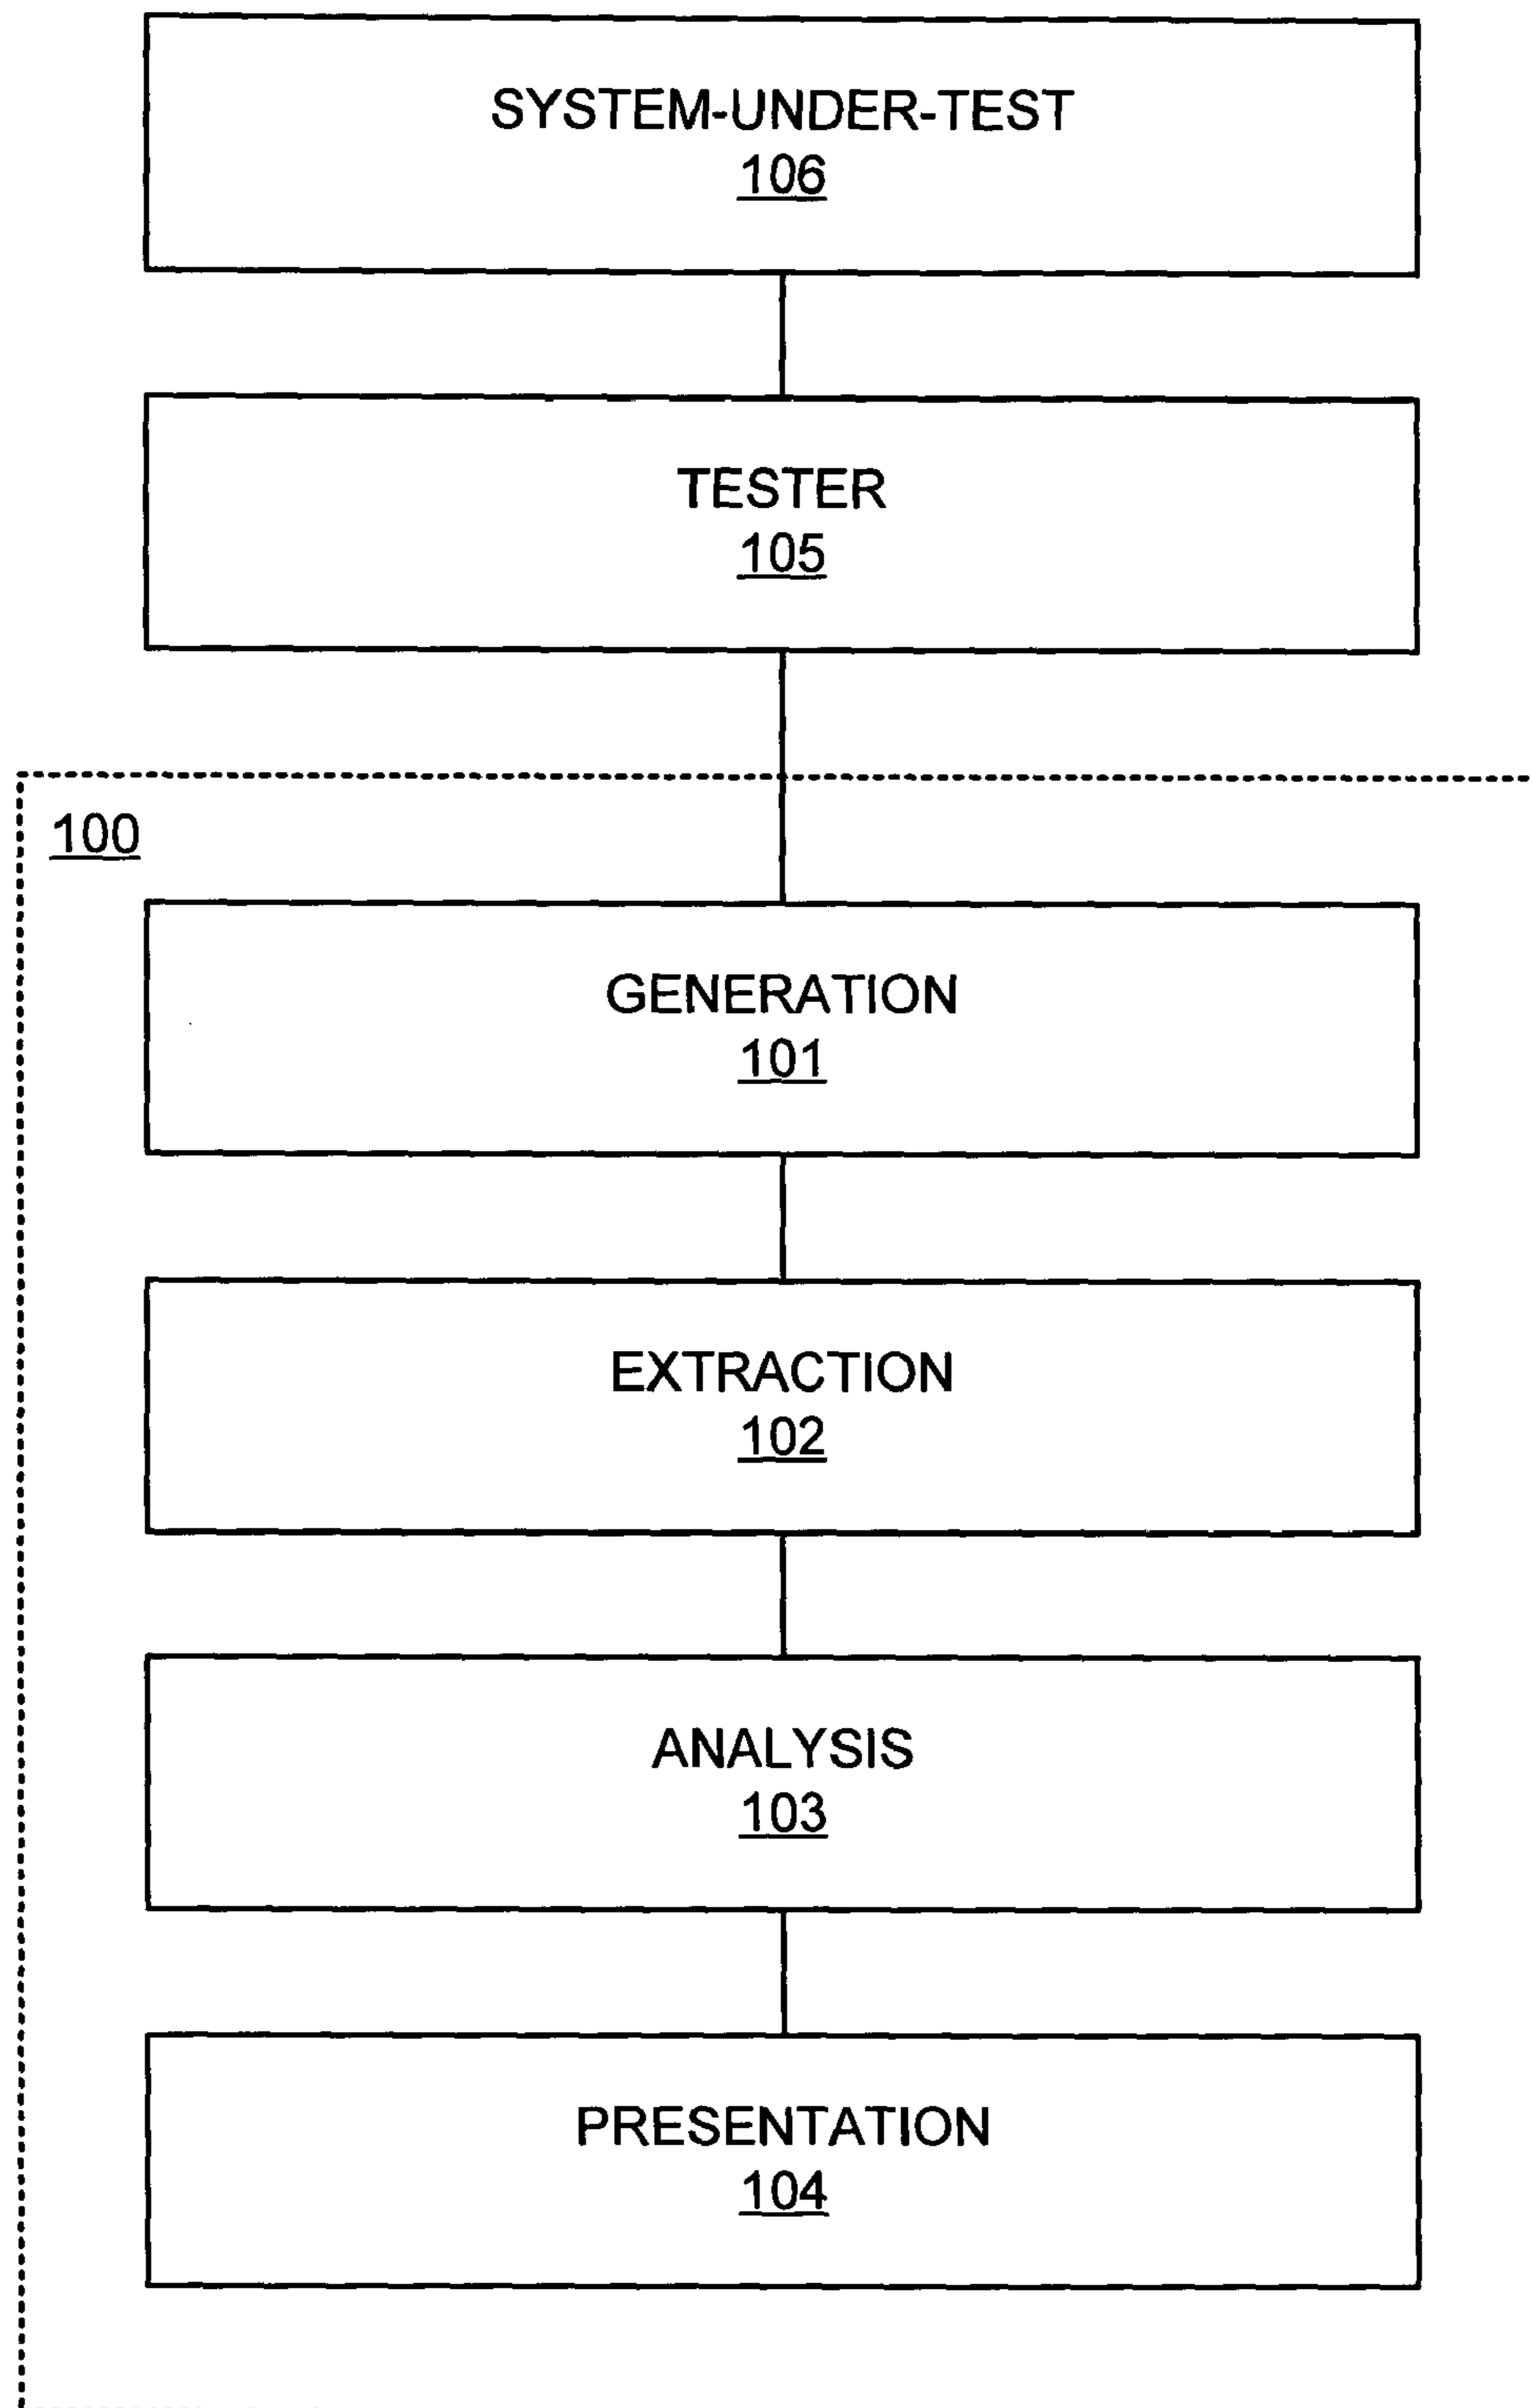 SYSTEM-UNDER-TEST
106
TESTER
105
100
GENERATION
101
EXTRACTION
102
ANALYSIS
103
PRESENTATION
104